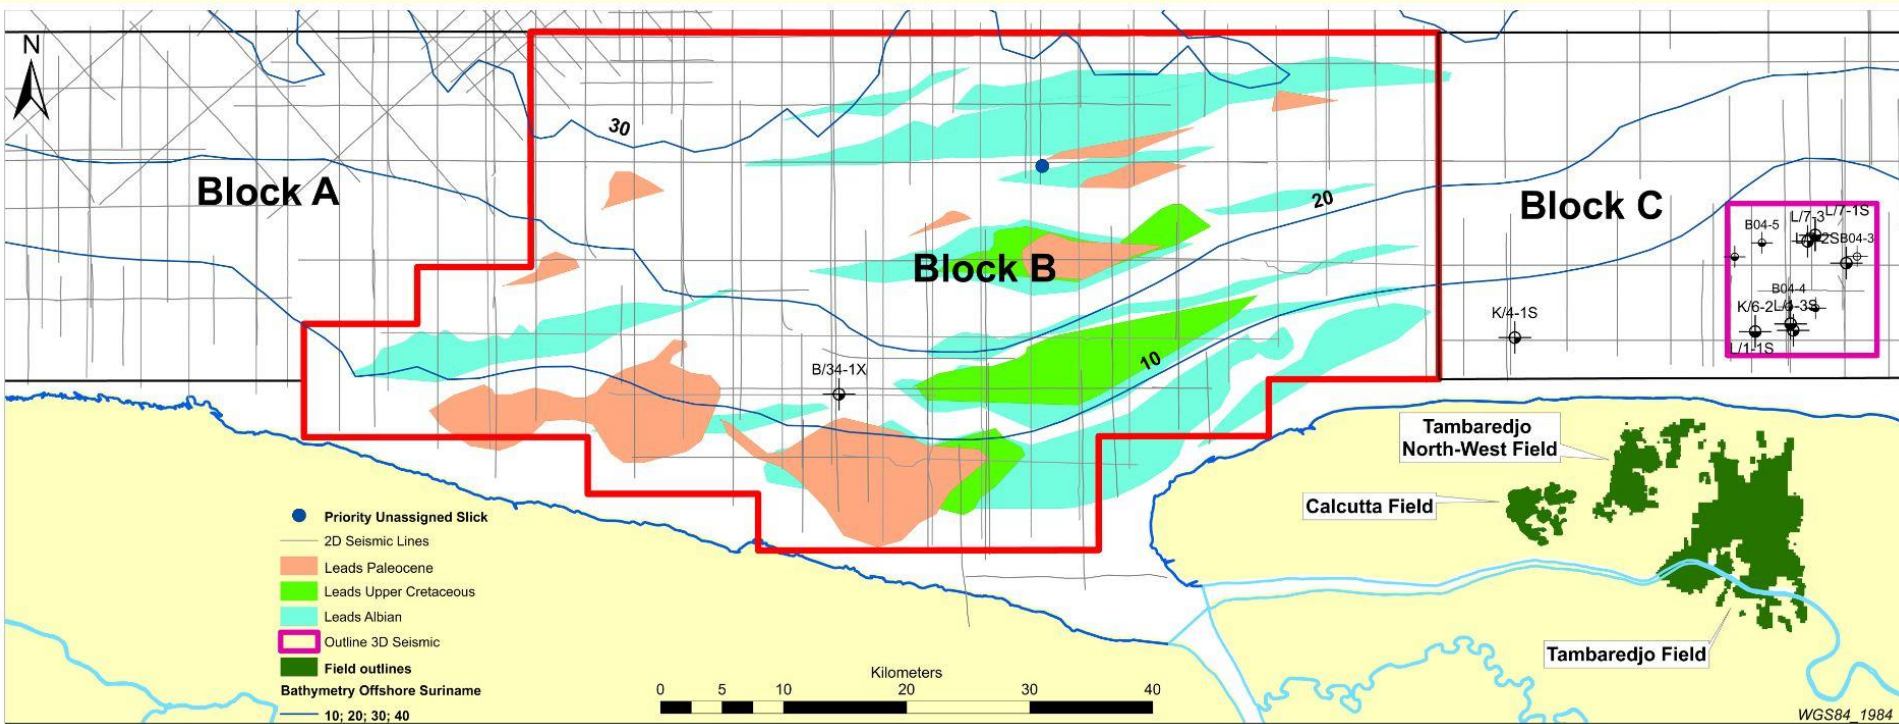 N
30
Block A
Block B
20
Block C
L/7-3
L/7-1S
B04-5
B04-3
B04-4
K/6-2
K/4-1S
L/1-1S
B/34-1X
10
Tambaredjo
North-West Field
Calcutta Field
Tambaredjo Field
Priority Unassigned Slick
2D Seismic Lines
Leads Paleocene
Leads Upper Cretaceous
Leads Albian
Outline 3D Seismic
Field outlines
Bathymetry Offshore Suriname
10; 20; 30; 40
Kilometers
0 5 10 20 30 40
WGS84_1984